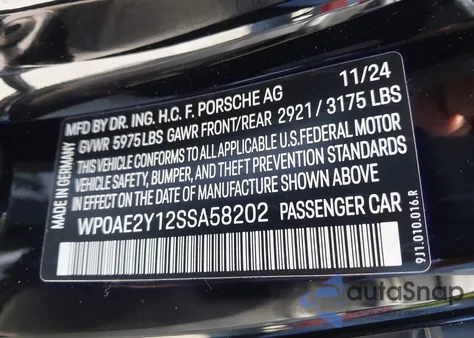 MFD BY DR. ING. H.C. F. PORSCHE AG 11/24
GVWR 5975LBS GAWR FRONT/REAR 2921 / 3175 LBS
THIS VEHICLE CONFORMS TO ALL APPLICABLE U.S.FEDERAL MOTOR
VEHICLE SAFETY, BUMPER, AND THEFT PREVENTION STANDARDS
IN EFFECT ON THE DATE OF MANUFACTURE SHOWN ABOVE
WP0AE2Y12SSA58202 PASSENGER CAR
MADE IN GERMANY
9J1.010.016.R
autoSnap